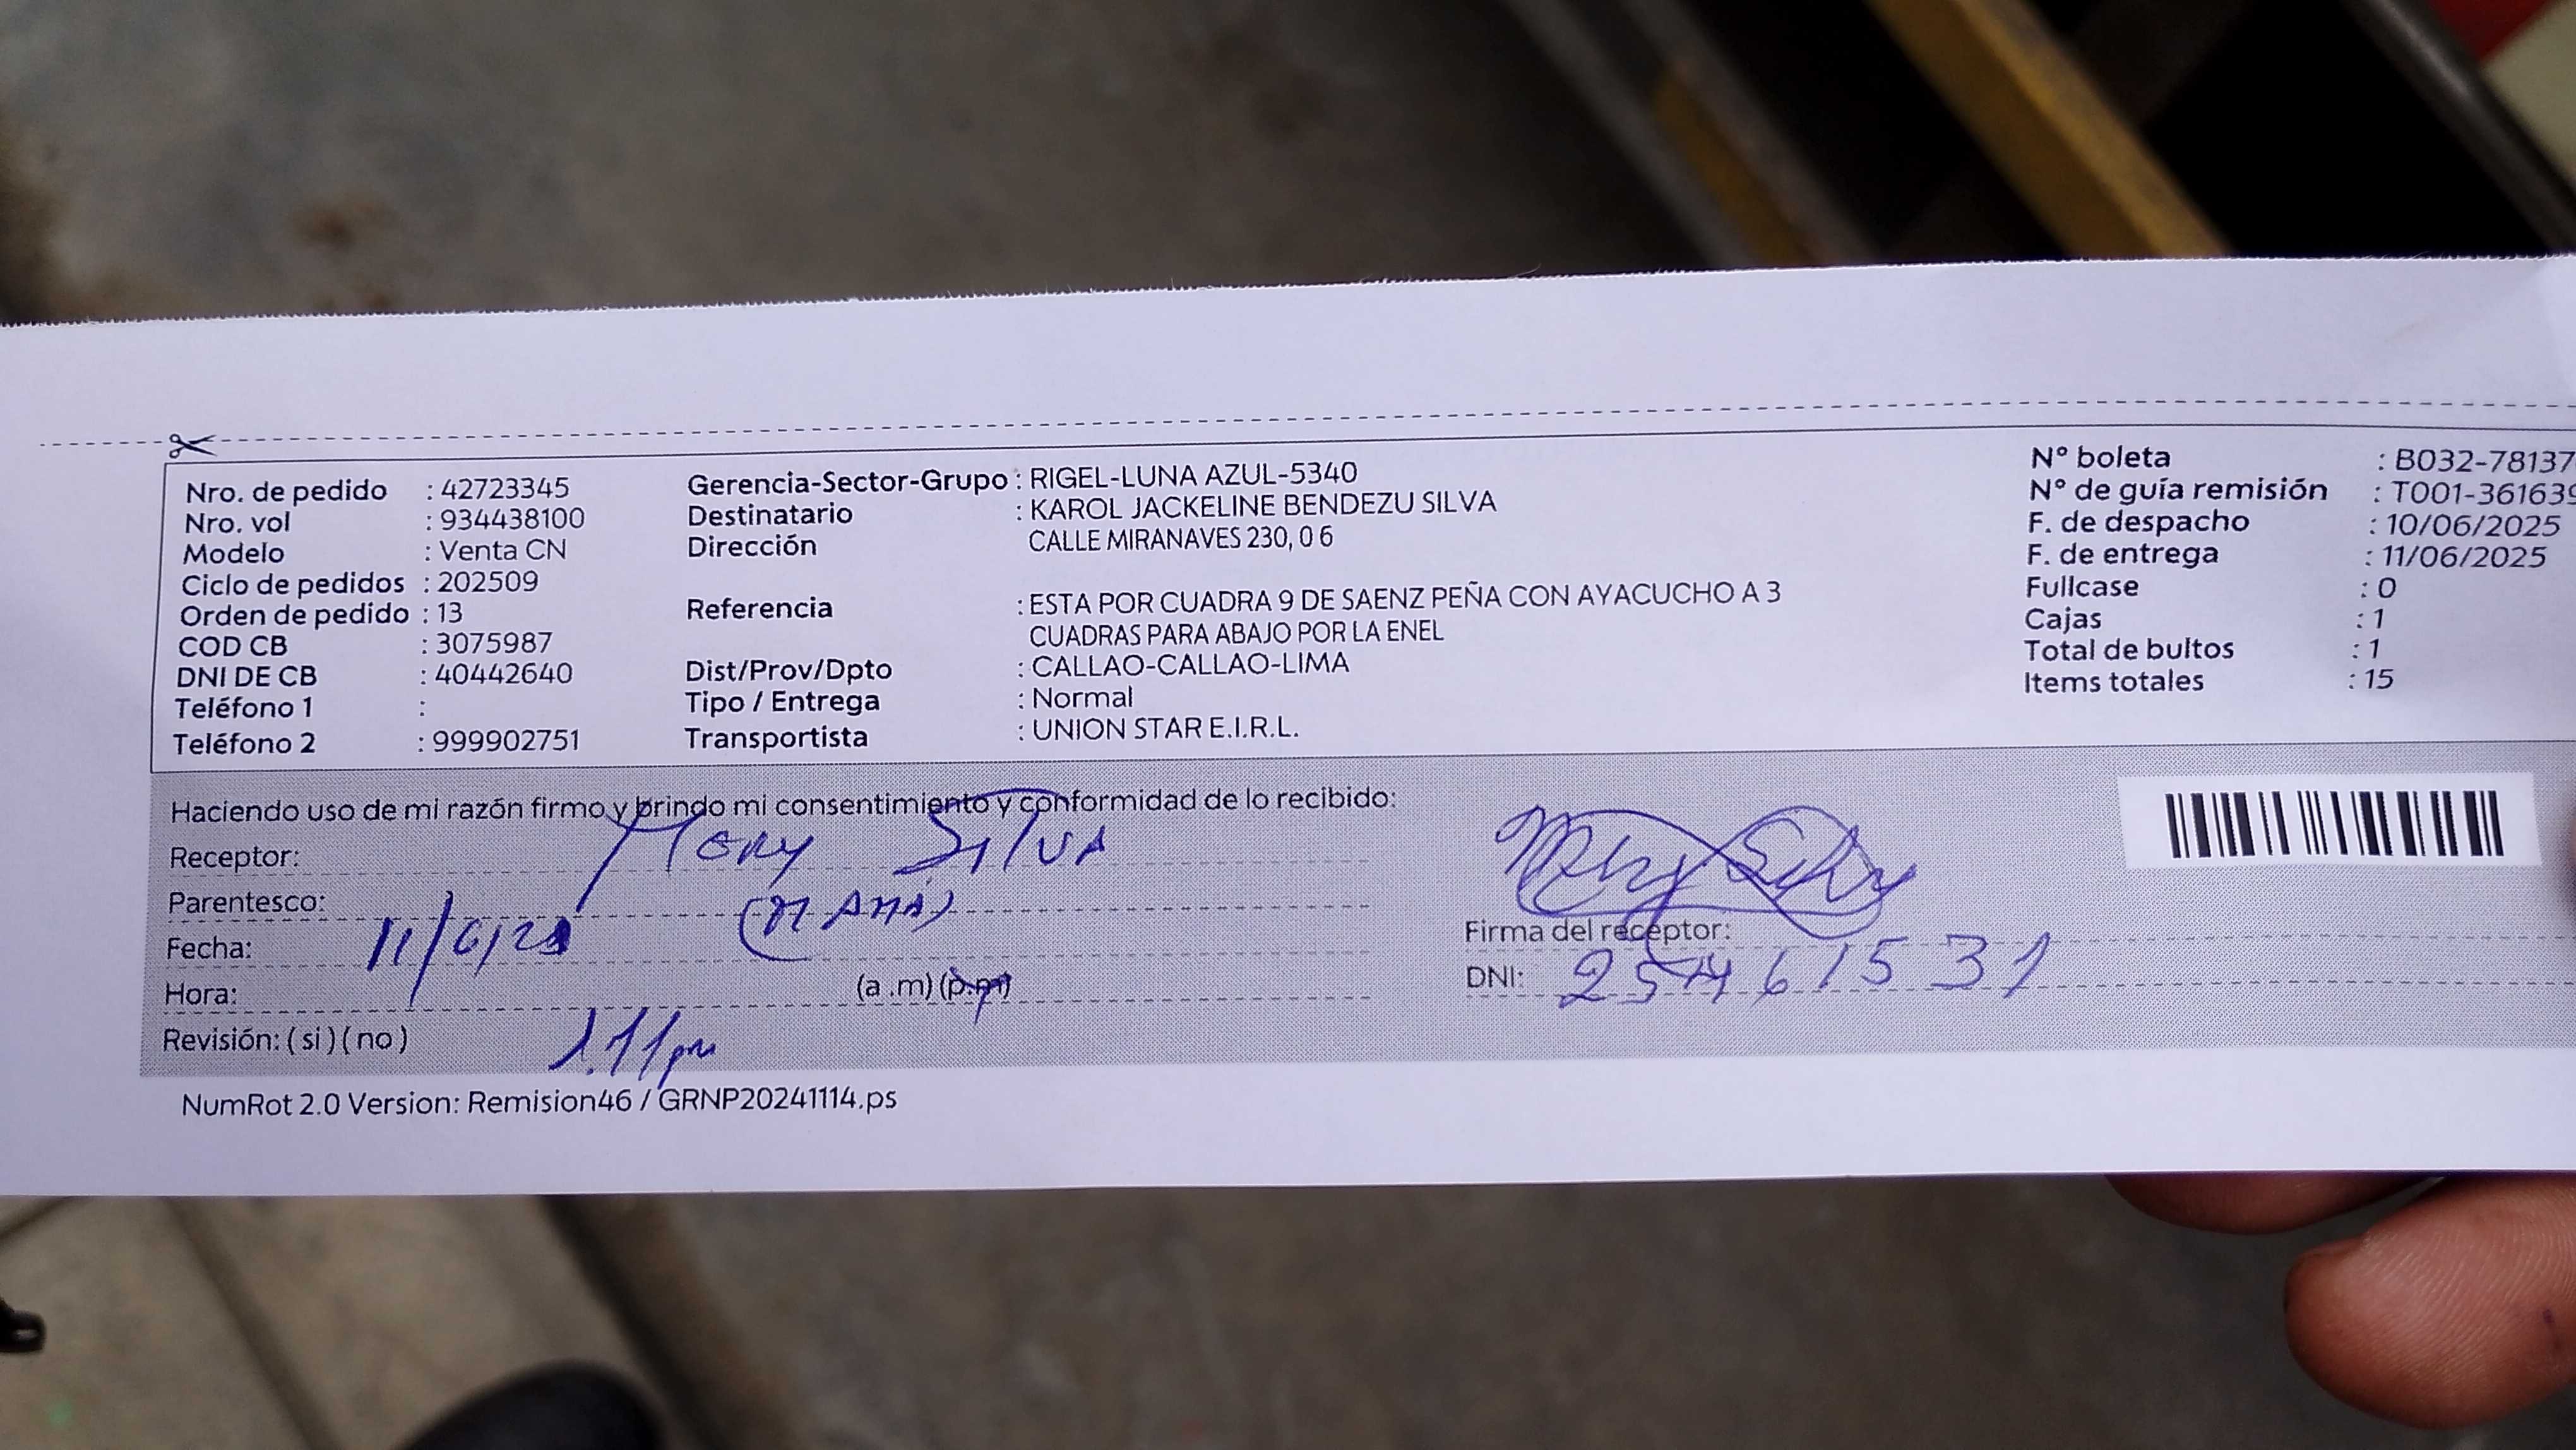 Nro. de pedido : 42723345
Nro. vol : 934438100
Modelo : Venta CN
Ciclo de pedidos : 202509
Orden de pedido : 13
COD CB : 3075987
DNI DE CB : 40442640
Teléfono 1 :
Teléfono 2 : 999902751
Gerencia-Sector-Grupo : RIGEL-LUNA AZUL-5340
Destinatario : KAROL JACKELINE BENDEZU SILVA
Dirección CALLE MIRANAVES 230, 0 6
Referencia : ESTA POR CUADRA 9 DE SAENZ PEÑA CON AYACUCHO A 3
CUADRAS PARA ABAJO POR LA ENEL
Dist/Prov/Dpto : CALLAO-CALLAO-LIMA
Tipo / Entrega : Normal
Transportista : UNION STAR E.I.R.L.
N° boleta : B032-78137
N° de guía remisión : T001-361639
F. de despacho : 10/06/2025
F. de entrega : 11/06/2025
Fullcase : 0
Cajas : 1
Total de bultos : 1
Items totales : 15
Haciendo uso de mi razón firmo y brindo mi consentimiento y conformidad de lo recibido:
Receptor: SilVA
Parentesco: (MAMÁ)
Fecha:
Hora: (a .m) (p.m)
Revisión: ( si ) ( no ) 1.11pm
Firma del receptor:
DNI:
NumRot 2.0 Version: Remision46 / GRNP20241114.ps